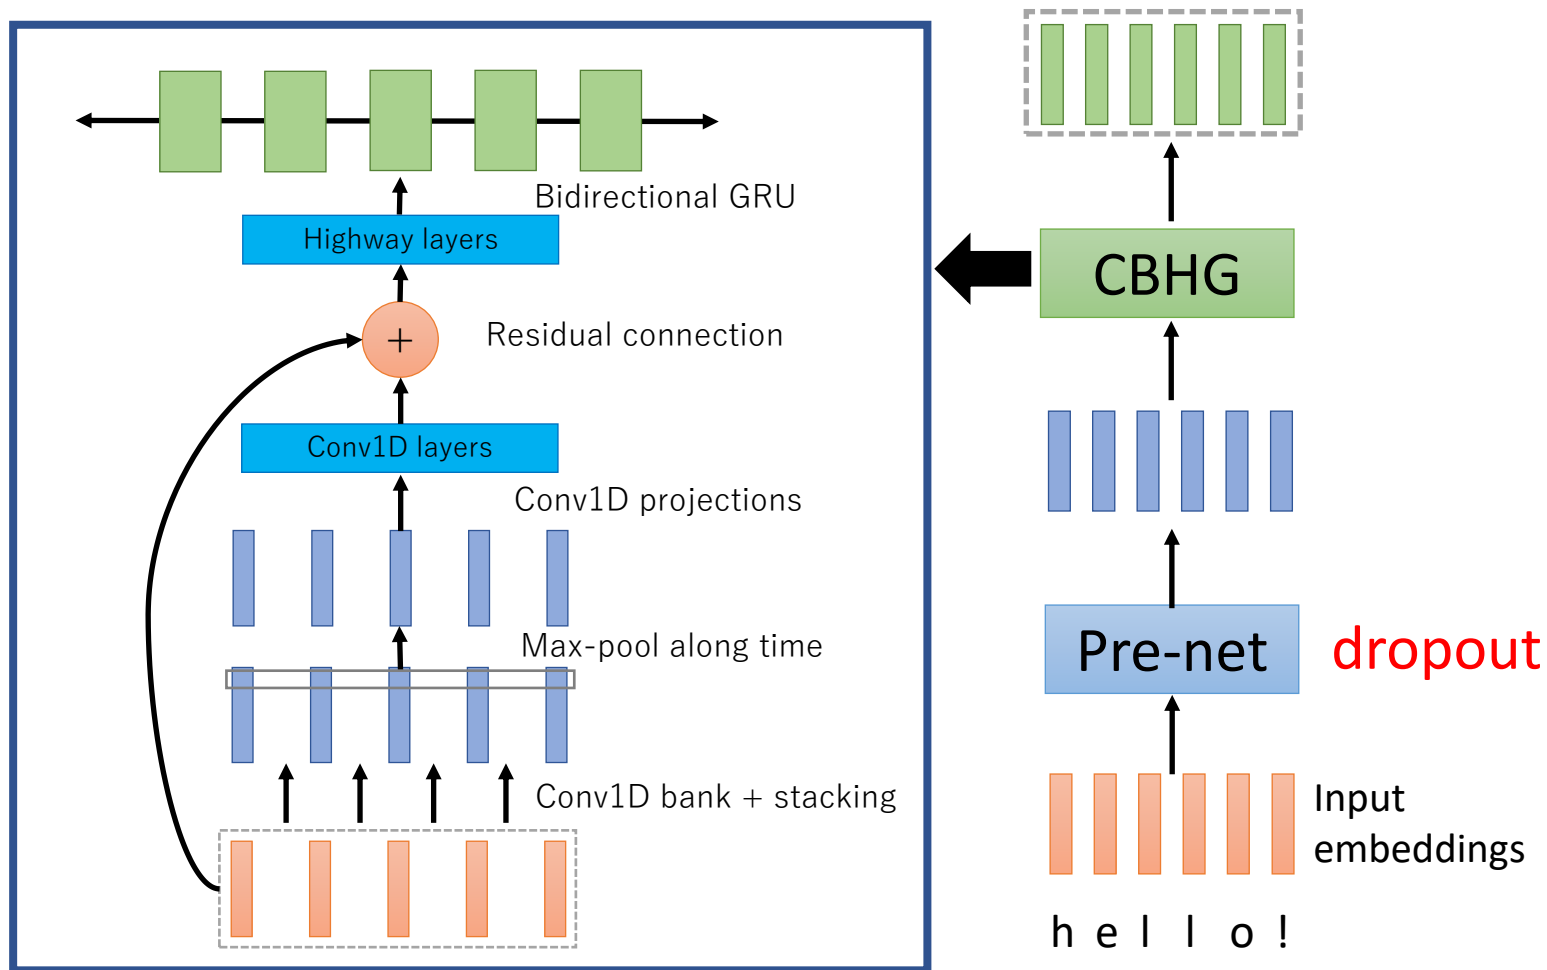 Bidirectional GRU
Highway layers
+
Residual connection
Conv1D layers
Conv1D projections
Max-pool along time
Conv1D bank + stacking
CBHG
Pre-net
dropout
Input
embeddings
h e l l o !